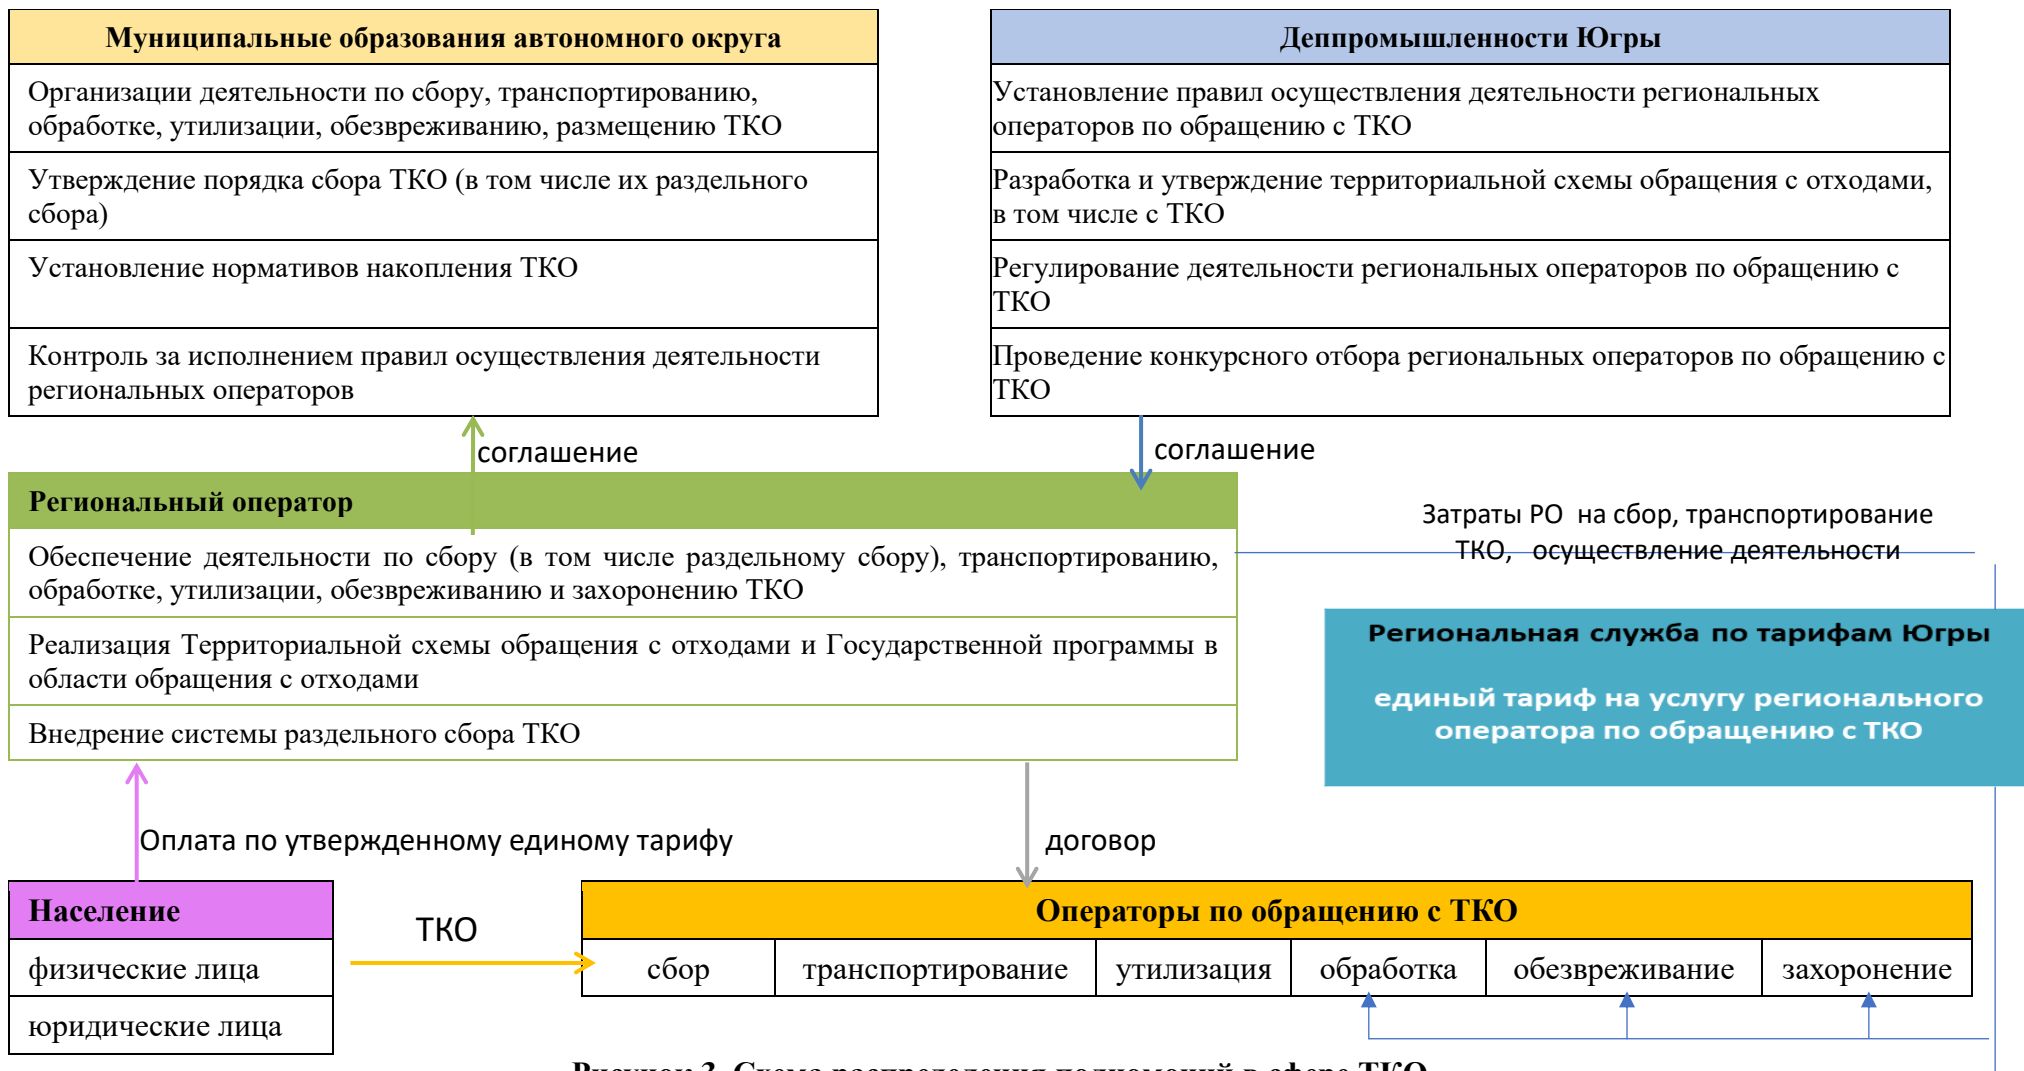 Муниципальные образования автономного округа
Организации деятельности по сбору, транспортированию,
обработке, утилизации, обезвреживанию, размещению ТКО
Утверждение порядка сбора ТКО (в том числе их раздельного
сбора)
Установление нормативов накопления ТКО
Контроль за исполнением правил осуществления деятельности
региональных операторов
Деппромышленности Югры
Установление правил осуществления деятельности региональных
операторов по обращению с ТКО
Разработка и утверждение территориальной схемы обращения с отходами,
в том числе с ТКО
Регулирование деятельности региональных операторов по обращению с
ТКО
Проведение конкурсного отбора региональных операторов по обращению с
ТКО
соглашение
соглашение
Региональный оператор
Обеспечение деятельности по сбору (в том числе раздельному сбору), транспортированию,
обработке, утилизации, обезвреживанию и захоронению ТКО
Реализация Территориальной схемы обращения с отходами и Государственной программы в
области обращения с отходами
Внедрение системы раздельного сбора ТКО
Затраты РО на сбор, транспортирование
ТКО, осуществление деятельности
Региональная служба по тарифам Югры
единый тариф на услугу регионального
оператора по обращению с ТКО
Оплата по утвержденному единому тарифу
договор
Население
физические лица
юридические лица
ТКО
Операторы по обращению с ТКО
сбор транспортирование утилизация обработка обезвреживание захоронение
Рисунок 3. Схема распределения полномочий в сфере ТКО